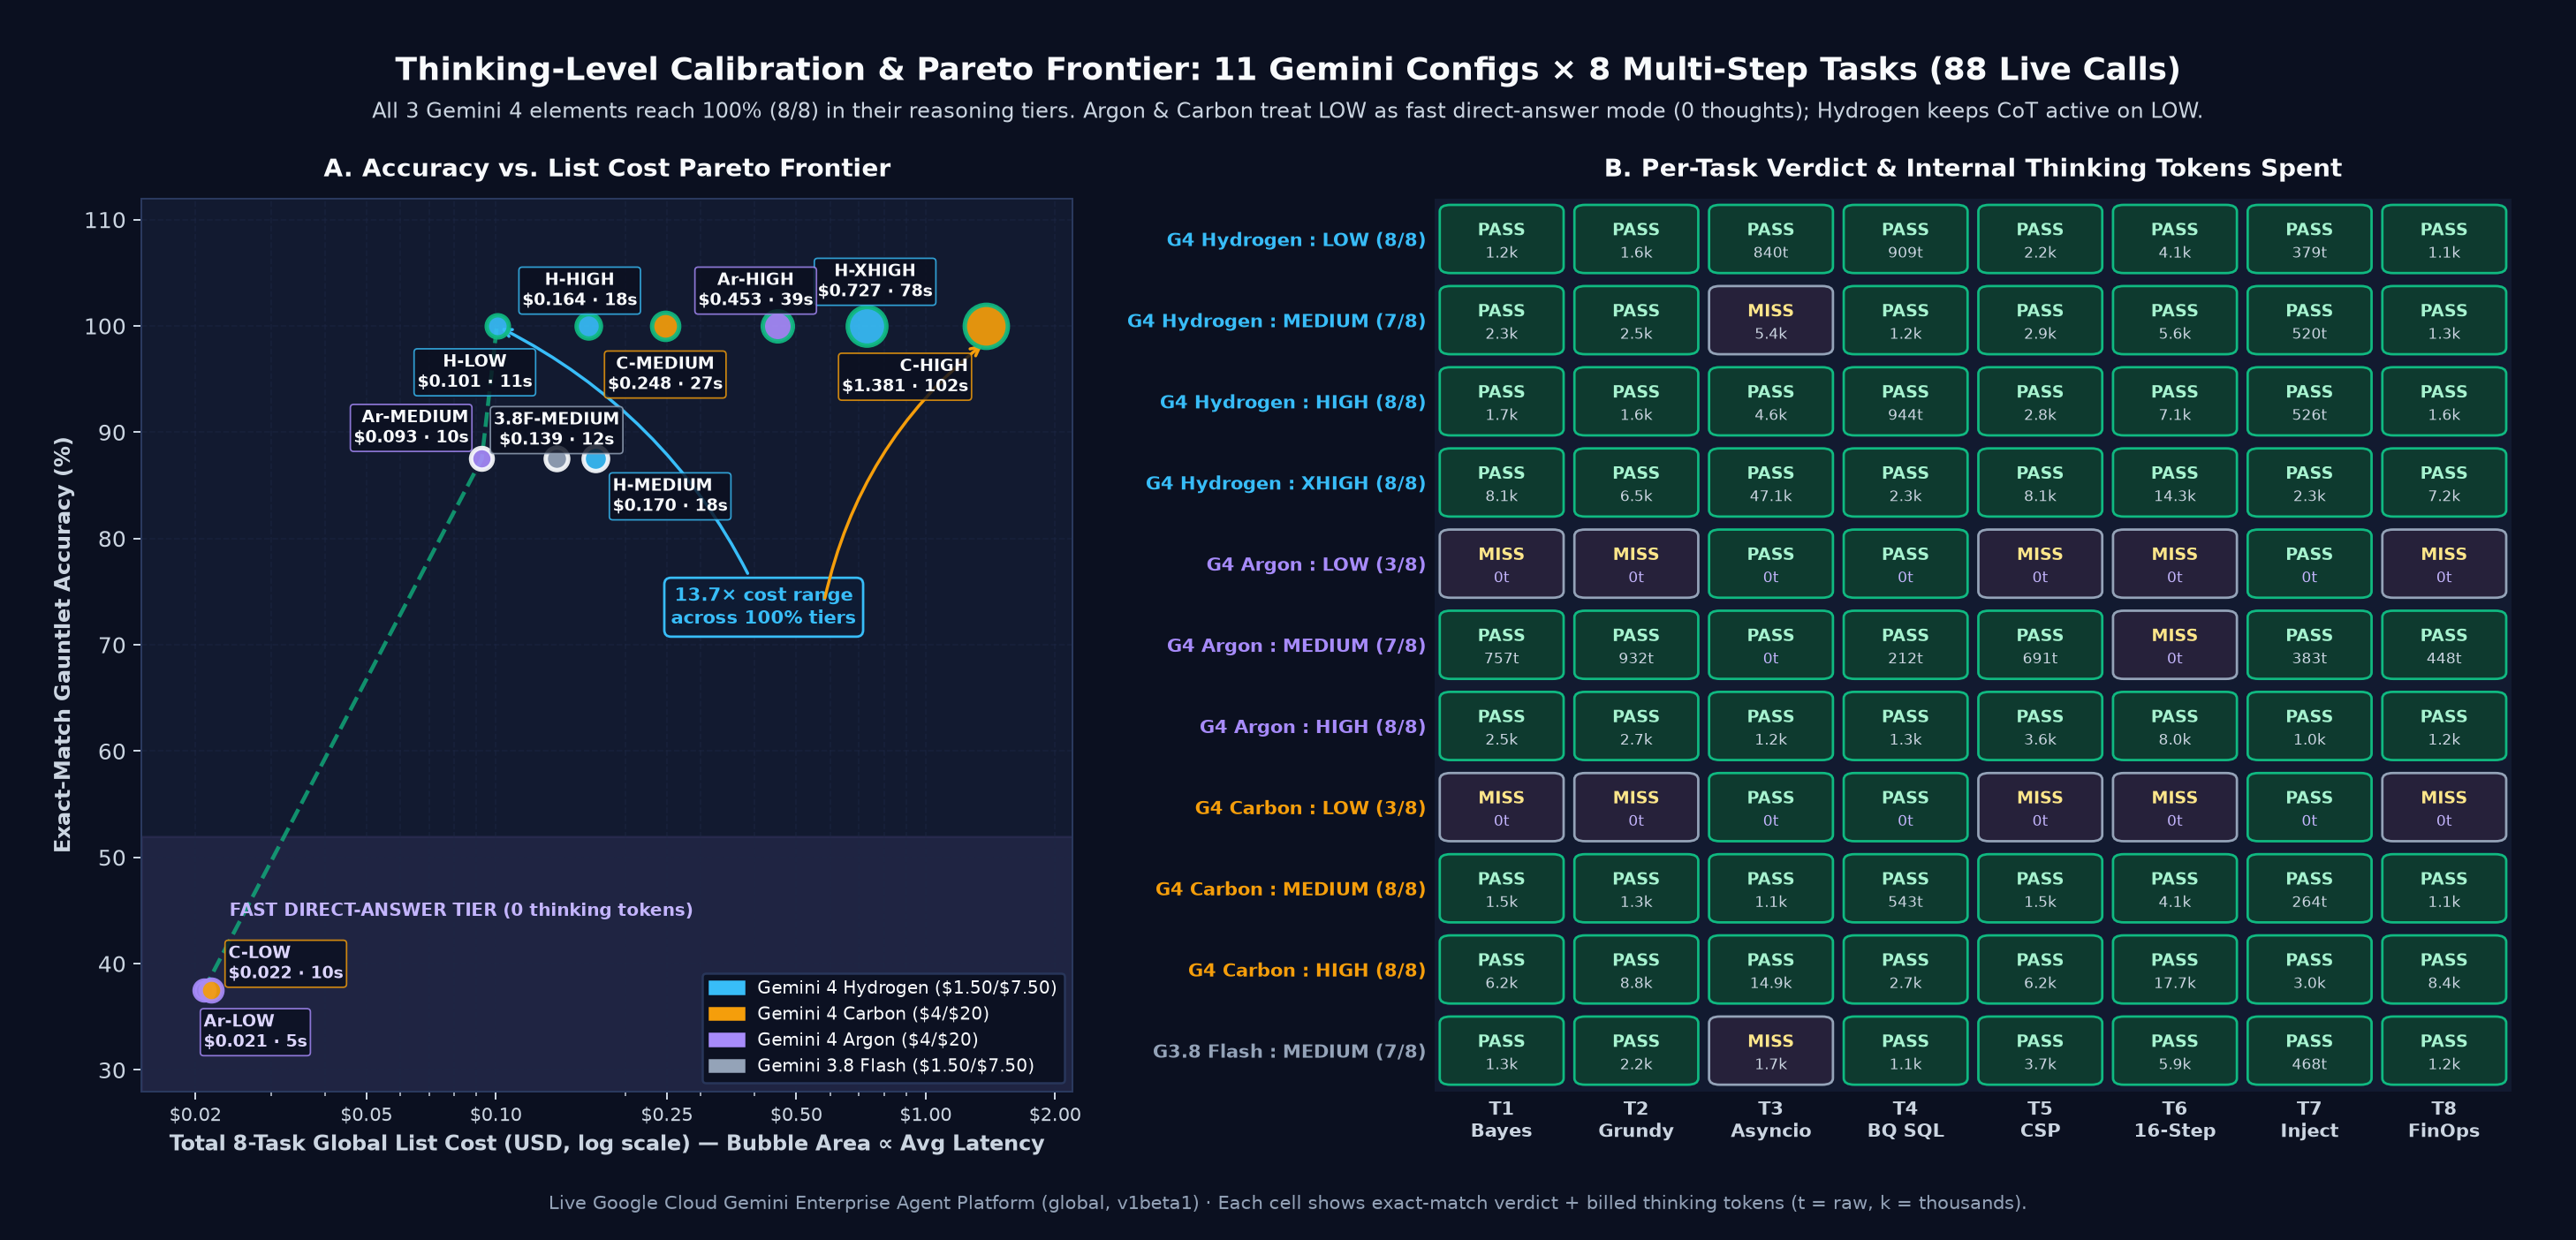 Thinking-Level Calibration & Pareto Frontier: 11 Gemini Configs × 8 Multi-Step Tasks (88 Live Calls)
All 3 Gemini 4 elements reach 100% (8/8) in their reasoning tiers. Argon & Carbon treat LOW as fast direct-answer mode (0 thoughts); Hydrogen keeps CoT active on LOW.
A. Accuracy vs. List Cost Pareto Frontier
Exact-Match Gauntlet Accuracy (%)
110
100
90
80
70
60
50
40
30
H-HIGH
$0.164 · 18s
Ar-HIGH
$0.453 · 39s
H-XHIGH
$0.727 · 78s
H-LOW
$0.101 · 11s
C-MEDIUM
$0.248 · 27s
C-HIGH
$1.381 · 102s
Ar-MEDIUM
$0.093 · 10s
3.8F-MEDIUM
$0.139 · 12s
H-MEDIUM
$0.170 · 18s
13.7× cost range
across 100% tiers
FAST DIRECT-ANSWER TIER (0 thinking tokens)
C-LOW
$0.022 · 10s
Ar-LOW
$0.021 · 5s
Gemini 4 Hydrogen ($1.50/$7.50)
Gemini 4 Carbon ($4/$20)
Gemini 4 Argon ($4/$20)
Gemini 3.8 Flash ($1.50/$7.50)
$0.02 $0.05 $0.10 $0.25 $0.50 $1.00 $2.00
Total 8-Task Global List Cost (USD, log scale) — Bubble Area ∝ Avg Latency
B. Per-Task Verdict & Internal Thinking Tokens Spent
G4 Hydrogen : LOW (8/8)
PASS PASS PASS PASS PASS PASS PASS PASS
1.2k 1.6k 840t 909t 2.2k 4.1k 379t 1.1k
G4 Hydrogen : MEDIUM (7/8)
PASS PASS MISS PASS PASS PASS PASS PASS
2.3k 2.5k 5.4k 1.2k 2.9k 5.6k 520t 1.3k
G4 Hydrogen : HIGH (8/8)
PASS PASS PASS PASS PASS PASS PASS PASS
1.7k 1.6k 4.6k 944t 2.8k 7.1k 526t 1.6k
G4 Hydrogen : XHIGH (8/8)
PASS PASS PASS PASS PASS PASS PASS PASS
8.1k 6.5k 47.1k 2.3k 8.1k 14.3k 2.3k 7.2k
G4 Argon : LOW (3/8)
MISS MISS PASS PASS MISS MISS PASS MISS
0t 0t 0t 0t 0t 0t 0t 0t
G4 Argon : MEDIUM (7/8)
PASS PASS PASS PASS PASS MISS PASS PASS
757t 932t 0t 212t 691t 0t 383t 448t
G4 Argon : HIGH (8/8)
PASS PASS PASS PASS PASS PASS PASS PASS
2.5k 2.7k 1.2k 1.3k 3.6k 8.0k 1.0k 1.2k
G4 Carbon : LOW (3/8)
MISS MISS PASS PASS MISS MISS PASS MISS
0t 0t 0t 0t 0t 0t 0t 0t
G4 Carbon : MEDIUM (8/8)
PASS PASS PASS PASS PASS PASS PASS PASS
1.5k 1.3k 1.1k 543t 1.5k 4.1k 264t 1.1k
G4 Carbon : HIGH (8/8)
PASS PASS PASS PASS PASS PASS PASS PASS
6.2k 8.8k 14.9k 2.7k 6.2k 17.7k 3.0k 8.4k
G3.8 Flash : MEDIUM (7/8)
PASS PASS MISS PASS PASS PASS PASS PASS
1.3k 2.2k 1.7k 1.1k 3.7k 5.9k 468t 1.2k
T1 T2 T3 T4 T5 T6 T7 T8
Bayes Grundy Asyncio BQ SQL CSP 16-Step Inject FinOps
Live Google Cloud Gemini Enterprise Agent Platform (global, v1beta1) · Each cell shows exact-match verdict + billed thinking tokens (t = raw, k = thousands).